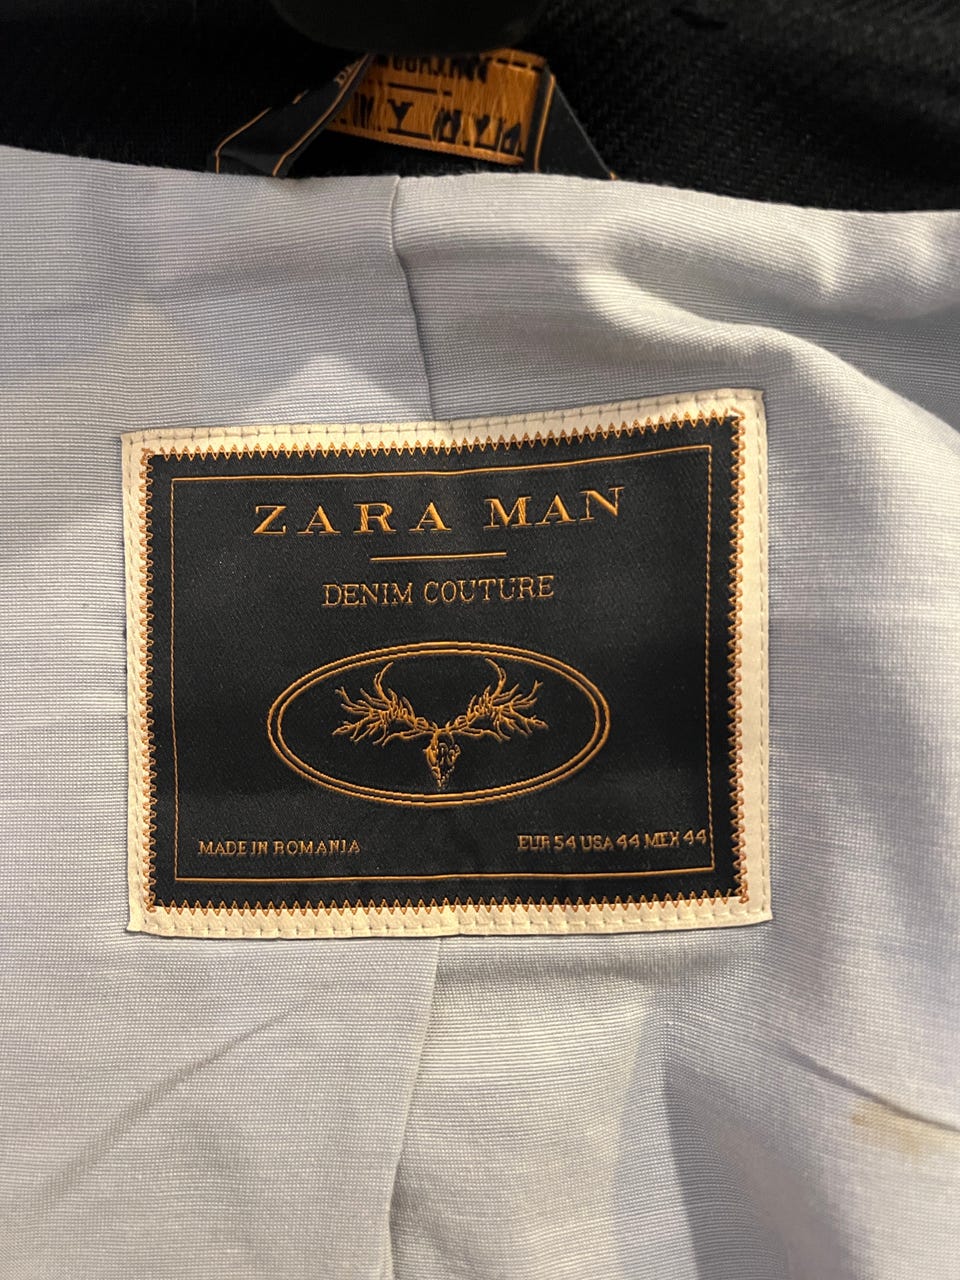 ZARA MAN
DENIM COUTURE
MADE IN ROMANIA
EUR 54 USA 44 MEX 44